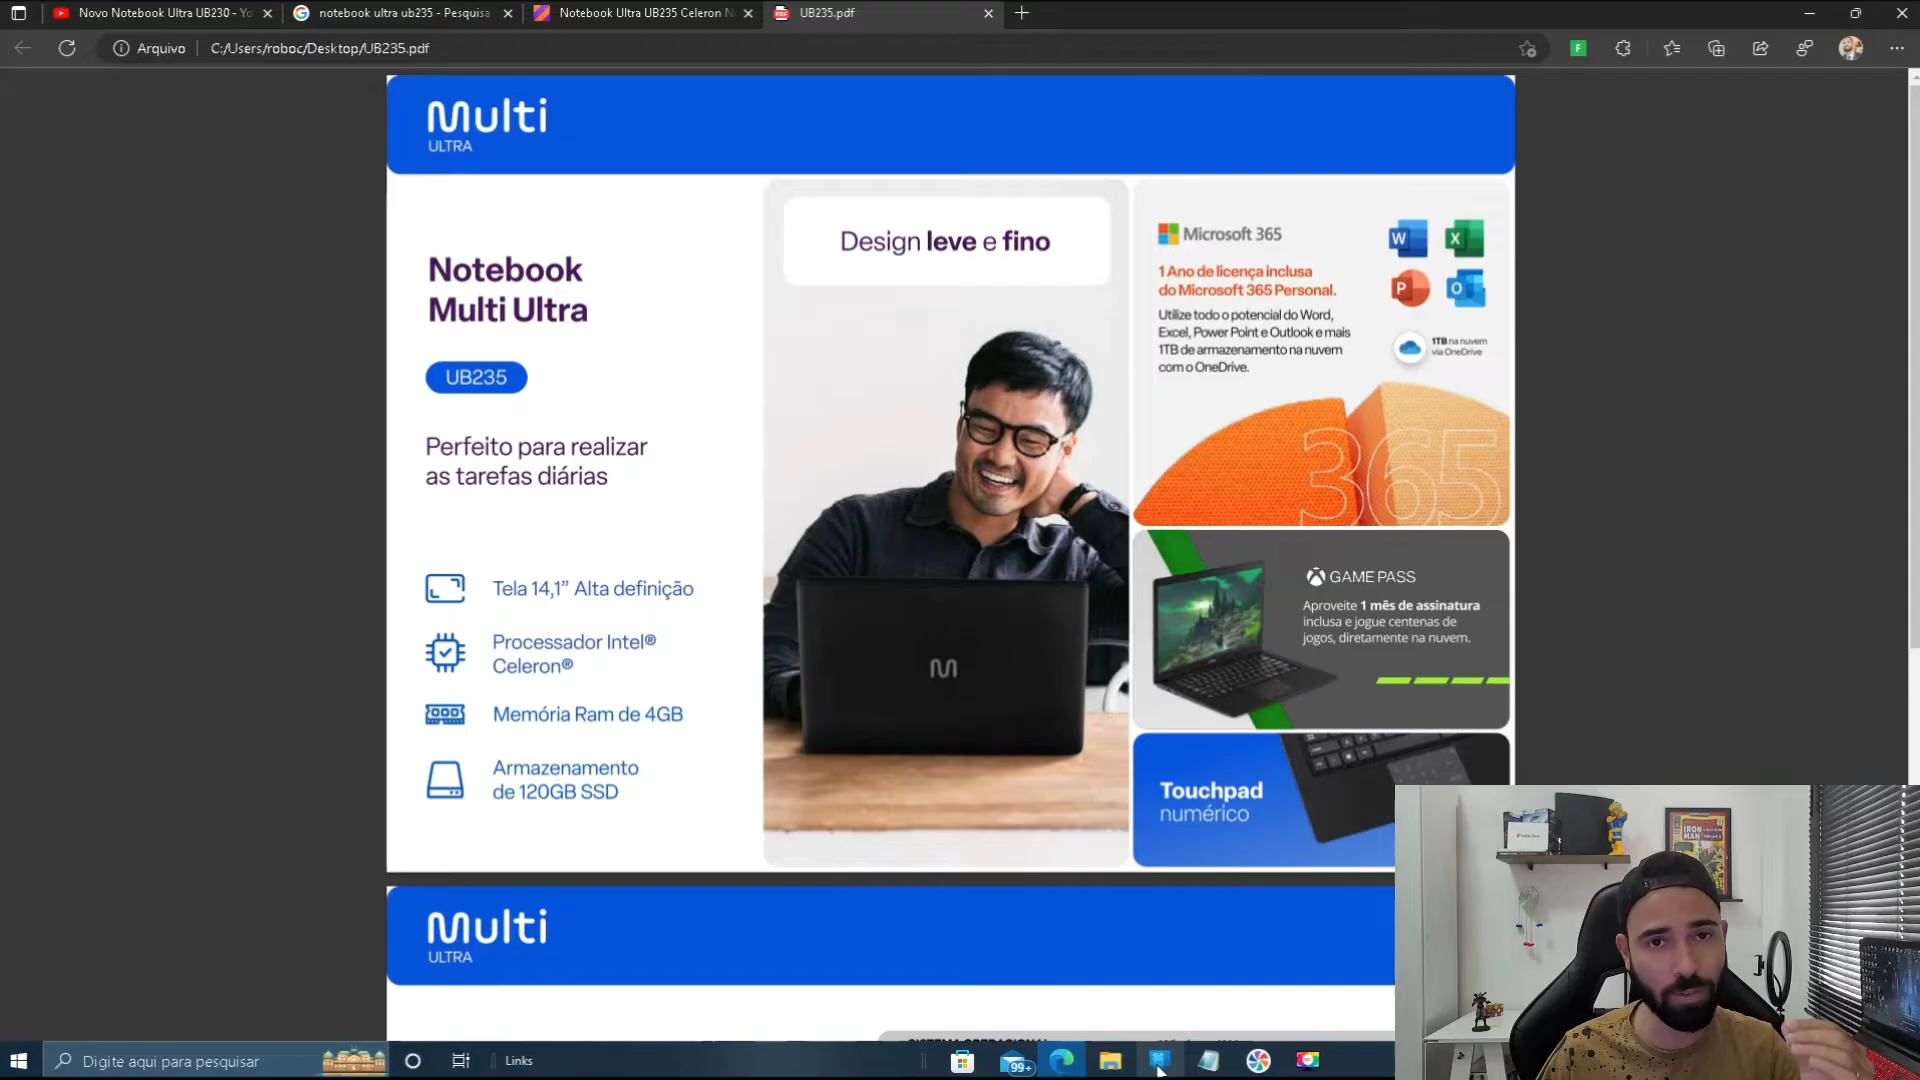 Novo Notebook Ultra UB230 - Yo
notebook ultra ub235 - Pesquisa
Notebook Ultra UB235 Celeron N
UB235.pdf
Arquivo
C:/Users/roboc/Desktop/UB235.pdf
Multi
ULTRA
Notebook
Multi Ultra
UB235
Perfeito para realizar
as tarefas diárias
Tela 14,1” Alta definição
Processador Intel®
Celeron®
Memória Ram de 4GB
Armazenamento
de 120GB SSD
Design leve e fino
M
Microsoft 365
1 Ano de licença inclusa
do Microsoft 365 Personal.
Utilize todo o potencial do Word,
Excel, Power Point e Outlook e mais
1TB de armazenamento na nuvem
com o OneDrive.
W
X
P
O
1TB na nuvem
via OneDrive
365
GAME PASS
Aproveite 1 mês de assinatura
inclusa e jogue centenas de
jogos, diretamente na nuvem.
Touchpad
numérico
Multi
ULTRA
IRON
MAN
Digite aqui para pesquisar
Links
99+